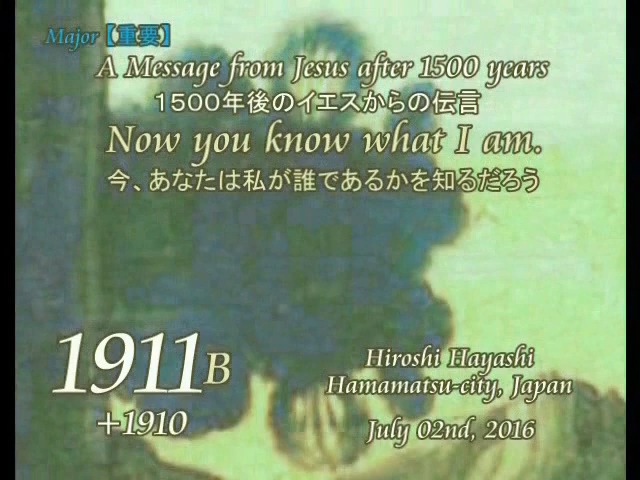 Major【重要】
A Message from Jesus after 1500 years
１５００年後のイエスからの伝言
Now you know what I am.
今、あなたは私が誰であるかを知るだろう
1911B
+1910
Hiroshi Hayashi
Hamamatsu-city, Japan
July 02nd, 2016